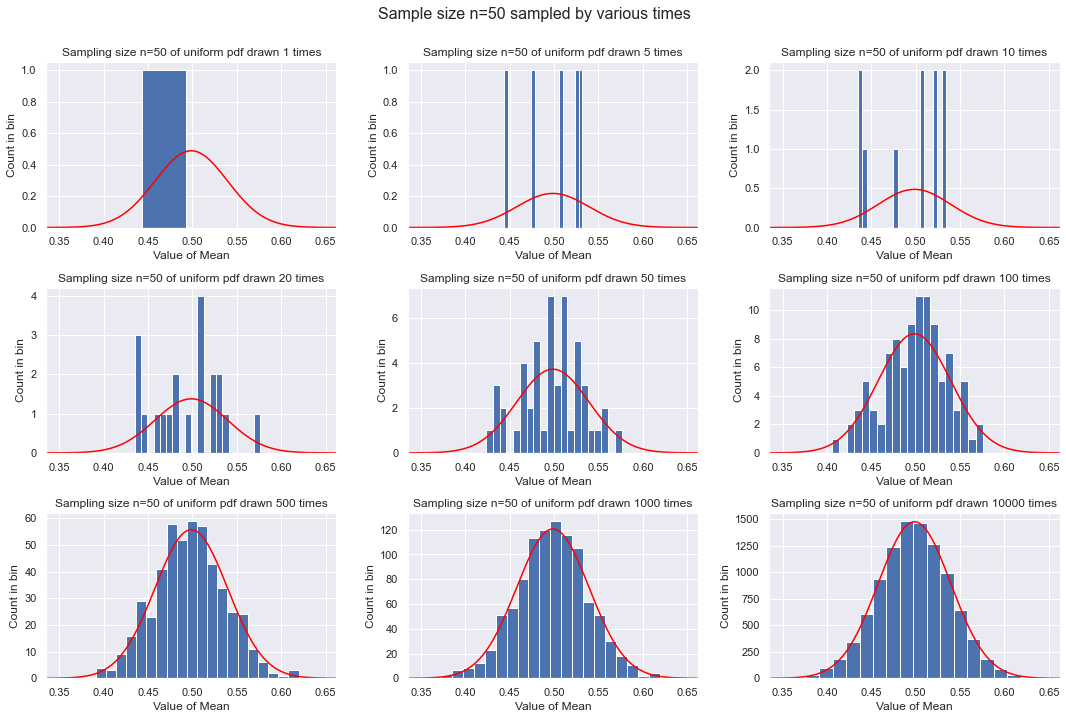 Sample size n=50 sampled by various times
Sampling size n=50 of uniform pdf drawn 1 times
1.0
0.8
0.6
0.4
0.2
0.0
Count in bin
0.35 0.40 0.45 0.50 0.55 0.60 0.65
Value of Mean
Sampling size n=50 of uniform pdf drawn 5 times
1.0
0.8
0.6
0.4
0.2
0.0
Count in bin
0.35 0.40 0.45 0.50 0.55 0.60 0.65
Value of Mean
Sampling size n=50 of uniform pdf drawn 10 times
2.0
1.5
1.0
0.5
0.0
Count in bin
0.35 0.40 0.45 0.50 0.55 0.60 0.65
Value of Mean
Sampling size n=50 of uniform pdf drawn 20 times
4
3
2
1
0
Count in bin
0.35 0.40 0.45 0.50 0.55 0.60 0.65
Value of Mean
Sampling size n=50 of uniform pdf drawn 50 times
6
4
2
0
Count in bin
0.35 0.40 0.45 0.50 0.55 0.60 0.65
Value of Mean
Sampling size n=50 of uniform pdf drawn 100 times
10
8
6
4
2
0
Count in bin
0.35 0.40 0.45 0.50 0.55 0.60 0.65
Value of Mean
Sampling size n=50 of uniform pdf drawn 500 times
60
50
40
30
20
10
0
Count in bin
0.35 0.40 0.45 0.50 0.55 0.60 0.65
Value of Mean
Sampling size n=50 of uniform pdf drawn 1000 times
120
100
80
60
40
20
0
Count in bin
0.35 0.40 0.45 0.50 0.55 0.60 0.65
Value of Mean
Sampling size n=50 of uniform pdf drawn 10000 times
1500
1250
1000
750
500
250
0
Count in bin
0.35 0.40 0.45 0.50 0.55 0.60 0.65
Value of Mean